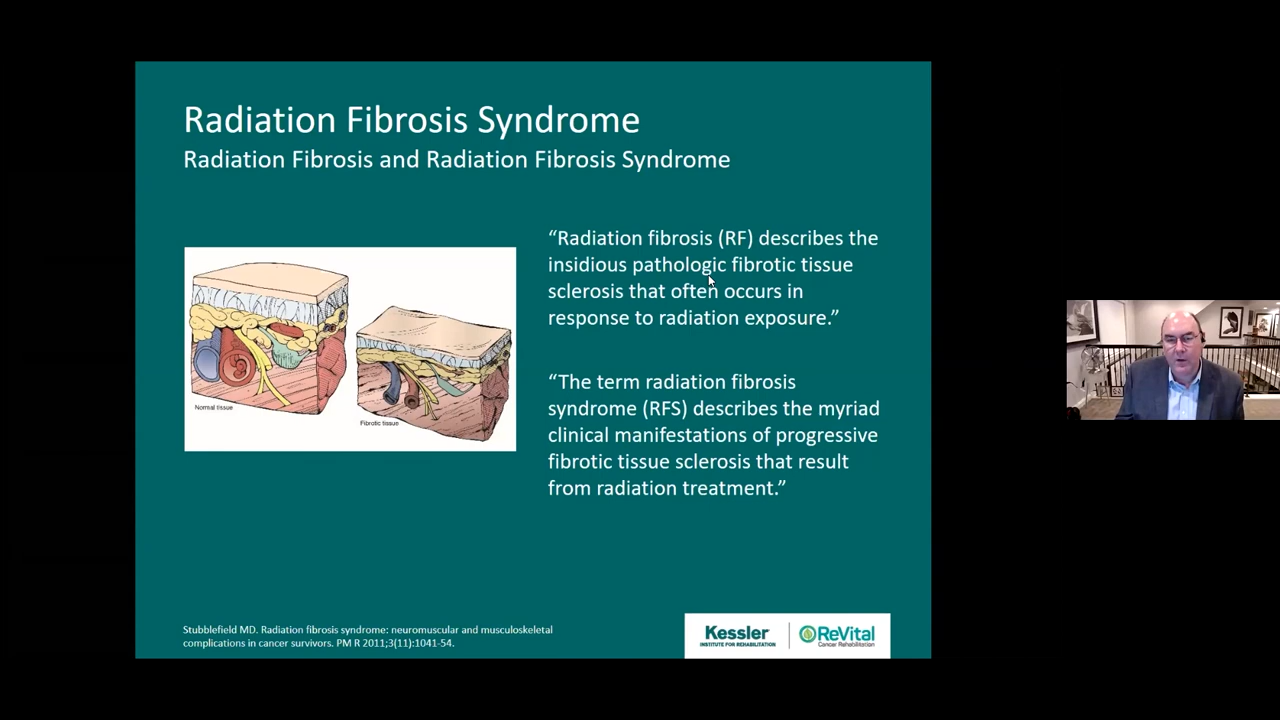 Radiation Fibrosis Syndrome
Radiation Fibrosis and Radiation Fibrosis Syndrome
Normal tissue
Fibrotic tissue
“Radiation fibrosis (RF) describes the
insidious pathologic fibrotic tissue
sclerosis that often occurs in
response to radiation exposure.”
“The term radiation fibrosis
syndrome (RFS) describes the myriad
clinical manifestations of progressive
fibrotic tissue sclerosis that result
from radiation treatment.”
Stubblefield MD. Radiation fibrosis syndrome: neuromuscular and musculoskeletal
complications in cancer survivors. PM R 2011;3(11):1041-54.
Kessler
INSTITUTE FOR REHABILITATION
ReVital
Cancer Rehabilitation